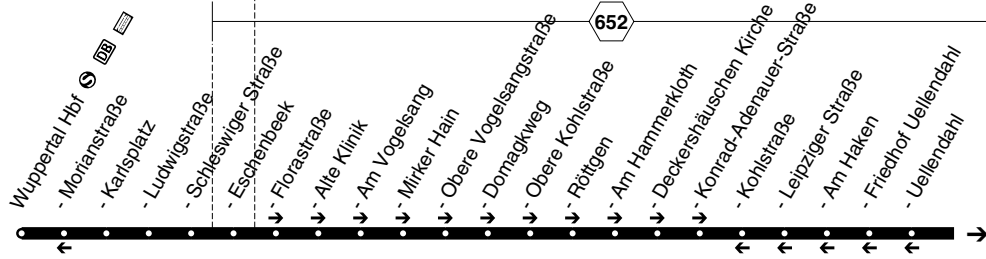 652
Wuppertal Hbf S DB
- Morianstraße
- Karlsplatz
- Ludwigstraße
- Schleswiger Straße
- Eschenbeek
- Florastraße
- Alte Klinik
- Am Vogelsang
- Mirker Hain
- Obere Vogelsangstraße
- Domagkweg
- Obere Kohlstraße
- Röttgen
- Am Hammerkloth
- Deckershäuschen Kirche
- Konrad-Adenauer-Straße
- Kohlstraße
- Leipziger Straße
- Am Haken
- Friedhof Uellendahl
- Uellendahl